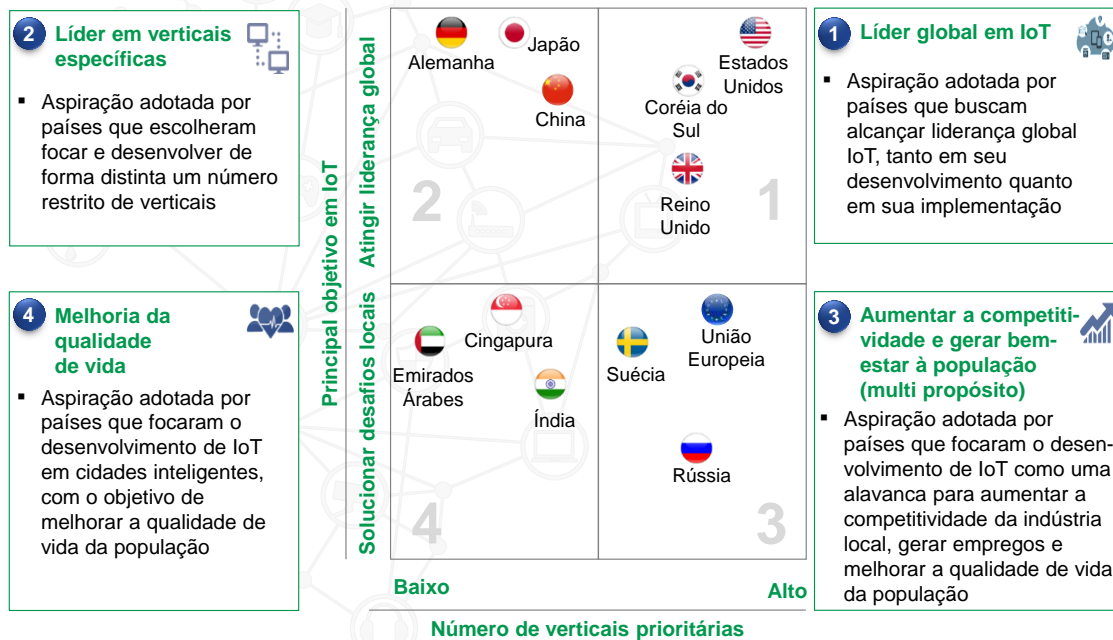 2
Líder em verticais
específicas
▪ Aspiração adotada por
países que escolheram
focar e desenvolver de
forma distinta um número
restrito de verticais
4
Melhoria da
qualidade
de vida
▪ Aspiração adotada por
países que focaram o
desenvolvimento de IoT
em cidades inteligentes,
com o objetivo de
melhorar a qualidade de
vida da população
Principal objetivo em IoT
Atingir liderança global
Solucionar desafios locais
Alemanha
Japão
China
2
Estados
Unidos
Coréia do
Sul
Reino
Unido
1
Cingapura
Emirados
Árabes
Índia
4
União
Europeia
Suécia
Rússia
3
Baixo
Alto
Número de verticais prioritárias
1
Líder global em IoT
▪ Aspiração adotada por
países que buscam
alcançar liderança global
IoT, tanto em seu
desenvolvimento quanto
em sua implementação
3
Aumentar a competiti-
vidade e gerar bem-
estar à população
(multi propósito)
▪ Aspiração adotada por
países que focaram o desen-
volvimento de IoT como uma
alavanca para aumentar a
competitividade da indústria
local, gerar empregos e
melhorar a qualidade de vida
da população